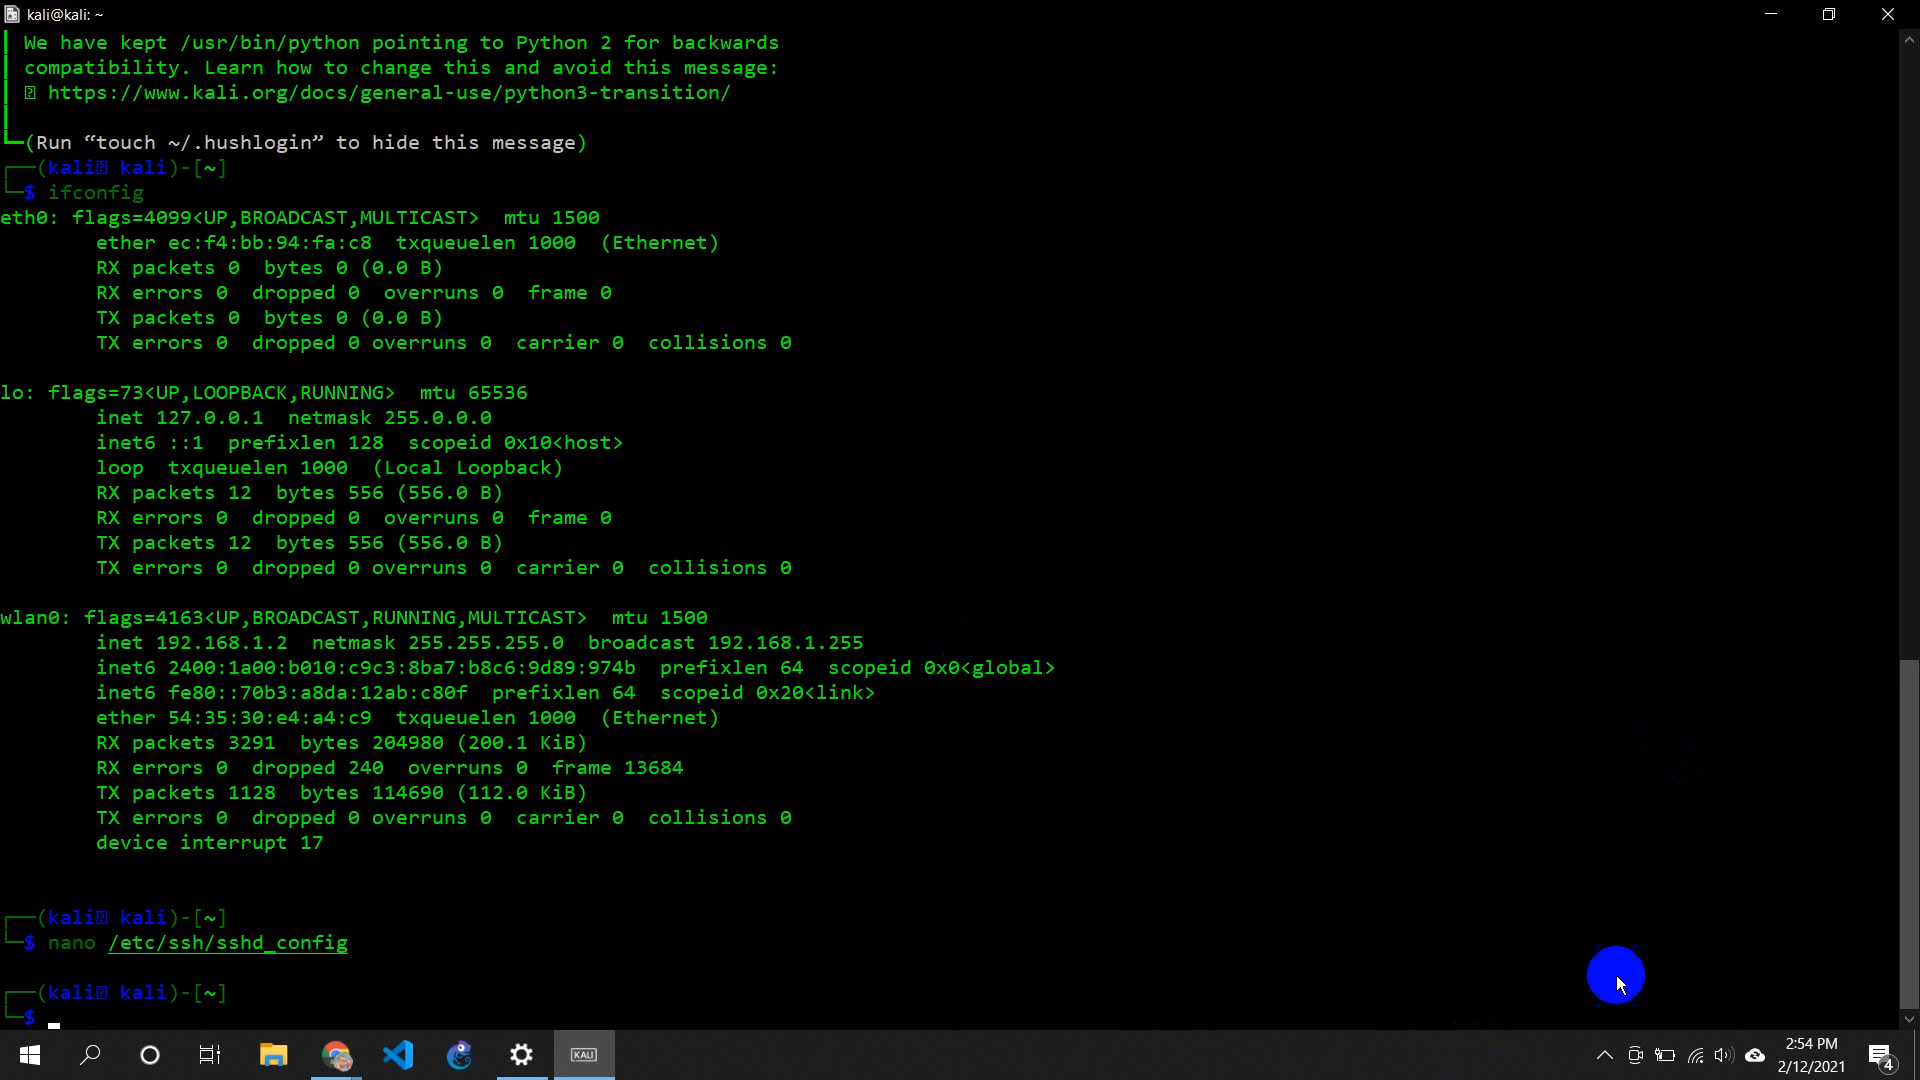 kali@kali: ~
We have kept /usr/bin/python pointing to Python 2 for backwards
compatibility. Learn how to change this and avoid this message:
https://www.kali.org/docs/general-use/python3-transition/
(Run “touch ~/.hushlogin” to hide this message)
(kali kali)-[~]
$ ifconfig
eth0: flags=4099<UP,BROADCAST,MULTICAST>  mtu 1500
ether ec:f4:bb:94:fa:c8  txqueuelen 1000  (Ethernet)
RX packets 0  bytes 0 (0.0 B)
RX errors 0  dropped 0  overruns 0  frame 0
TX packets 0  bytes 0 (0.0 B)
TX errors 0  dropped 0 overruns 0  carrier 0  collisions 0
lo: flags=73<UP,LOOPBACK,RUNNING>  mtu 65536
inet 127.0.0.1  netmask 255.0.0.0
inet6 ::1  prefixlen 128  scopeid 0x10<host>
loop  txqueuelen 1000  (Local Loopback)
RX packets 12  bytes 556 (556.0 B)
RX errors 0  dropped 0  overruns 0  frame 0
TX packets 12  bytes 556 (556.0 B)
TX errors 0  dropped 0 overruns 0  carrier 0  collisions 0
wlan0: flags=4163<UP,BROADCAST,RUNNING,MULTICAST>  mtu 1500
inet 192.168.1.2  netmask 255.255.255.0  broadcast 192.168.1.255
inet6 2400:1a00:b010:c9c3:8ba7:b8c6:9d89:974b  prefixlen 64  scopeid 0x0<global>
inet6 fe80::70b3:a8da:12ab:c80f  prefixlen 64  scopeid 0x20<link>
ether 54:35:30:e4:a4:c9  txqueuelen 1000  (Ethernet)
RX packets 3291  bytes 204980 (200.1 KiB)
RX errors 0  dropped 240  overruns 0  frame 13684
TX packets 1128  bytes 114690 (112.0 KiB)
TX errors 0  dropped 0 overruns 0  carrier 0  collisions 0
device interrupt 17
(kali kali)-[~]
$ nano /etc/ssh/sshd_config
(kali kali)-[~]
$
KALI
2:54 PM
2/12/2021
4